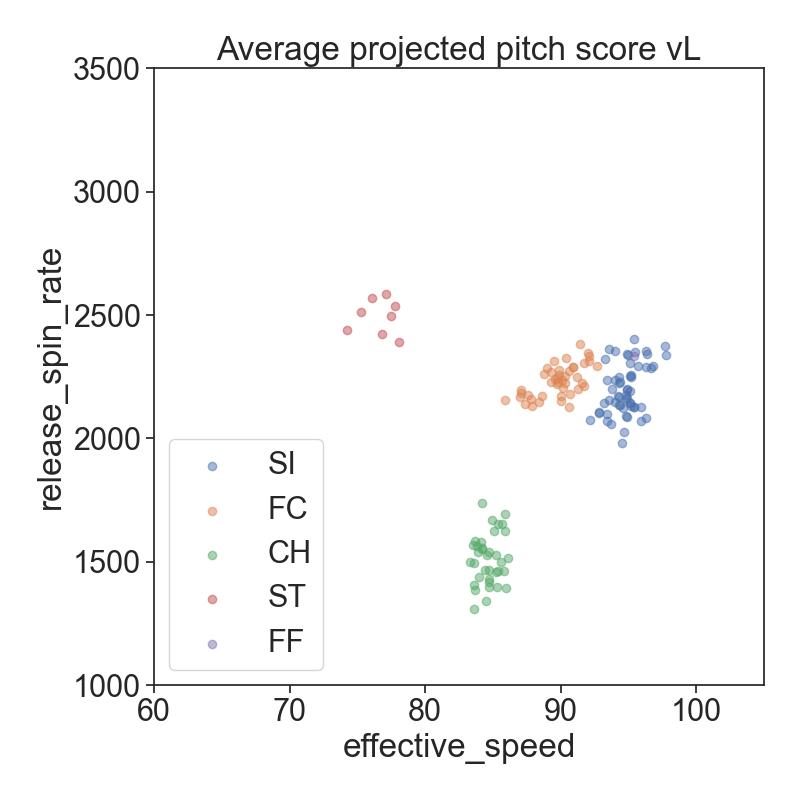 Average projected pitch score vL
release_spin_rate
3500
3000
2500
2000
1500
1000
SI
FC
CH
ST
FF
60
70
80
90
100
effective_speed